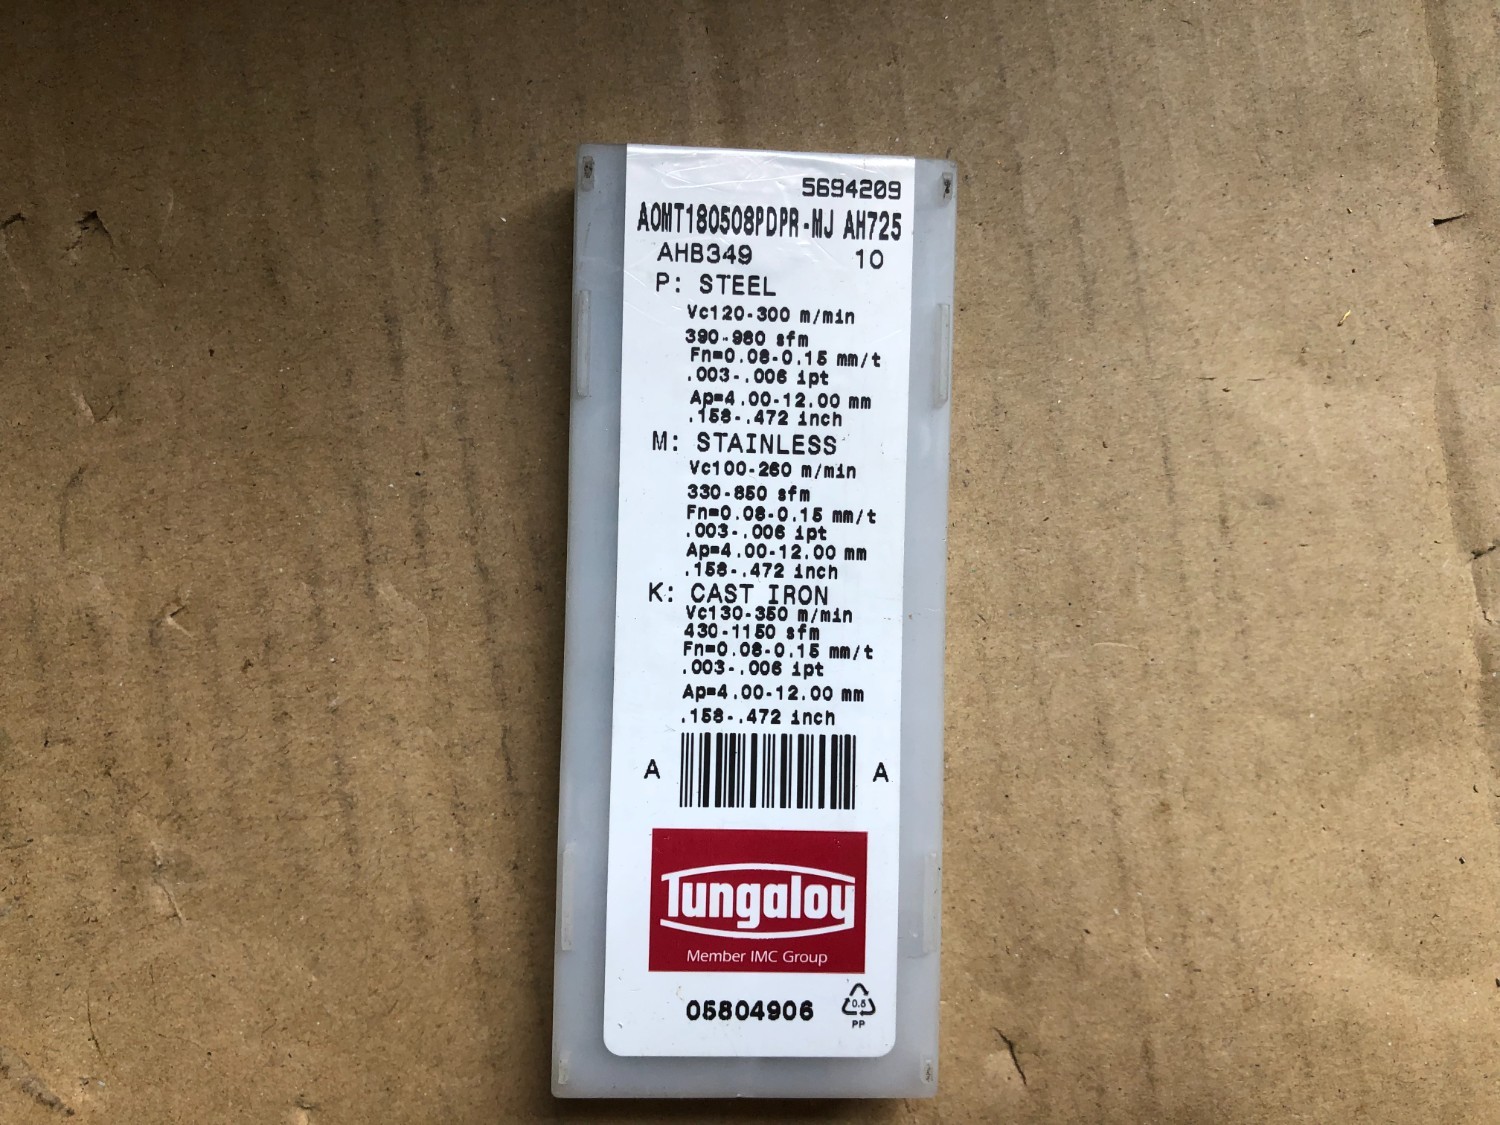 5694209
AOMT180508PDPR-MJ AH725
AHB349 10
P: STEEL
Vc120-300 m/min
390-980 sfm
Fn=0.08-0.15 mm/t
.003-.006 ipt
Ap=4.00-12.00 mm
.158-.472 inch
M: STAINLESS
Vc100-260 m/min
330-850 sfm
Fn=0.08-0.15 mm/t
.003-.006 ipt
Ap=4.00-12.00 mm
.158-.472 inch
K: CAST IRON
Vc130-350 m/min
430-1150 sfm
Fn=0.08-0.15 mm/t
.003-.006 ipt
Ap=4.00-12.00 mm
.158-.472 inch
A A
Tungaloy
Member IMC Group
05804906
0.5
PP